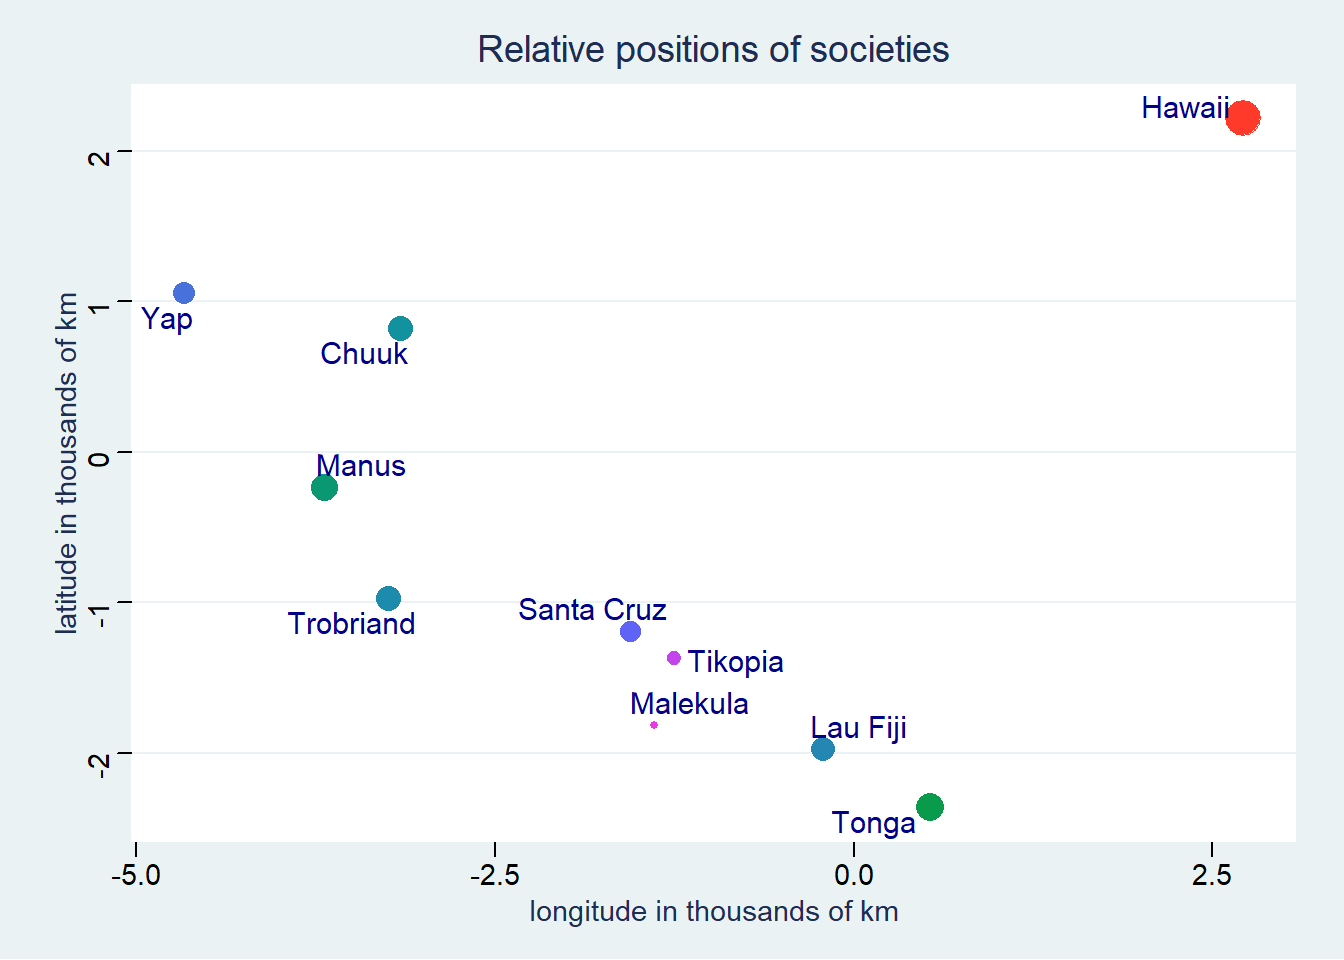 Relative positions of societies
Hawaii
2
Yap
1
Chuuk
latitude in thousands of km
Manus
0
Santa Cruz
-1
Trobriand
Tikopia
Malekula
Lau Fiji
-2
Tonga
-5.0 -2.5 0.0 2.5
longitude in thousands of km